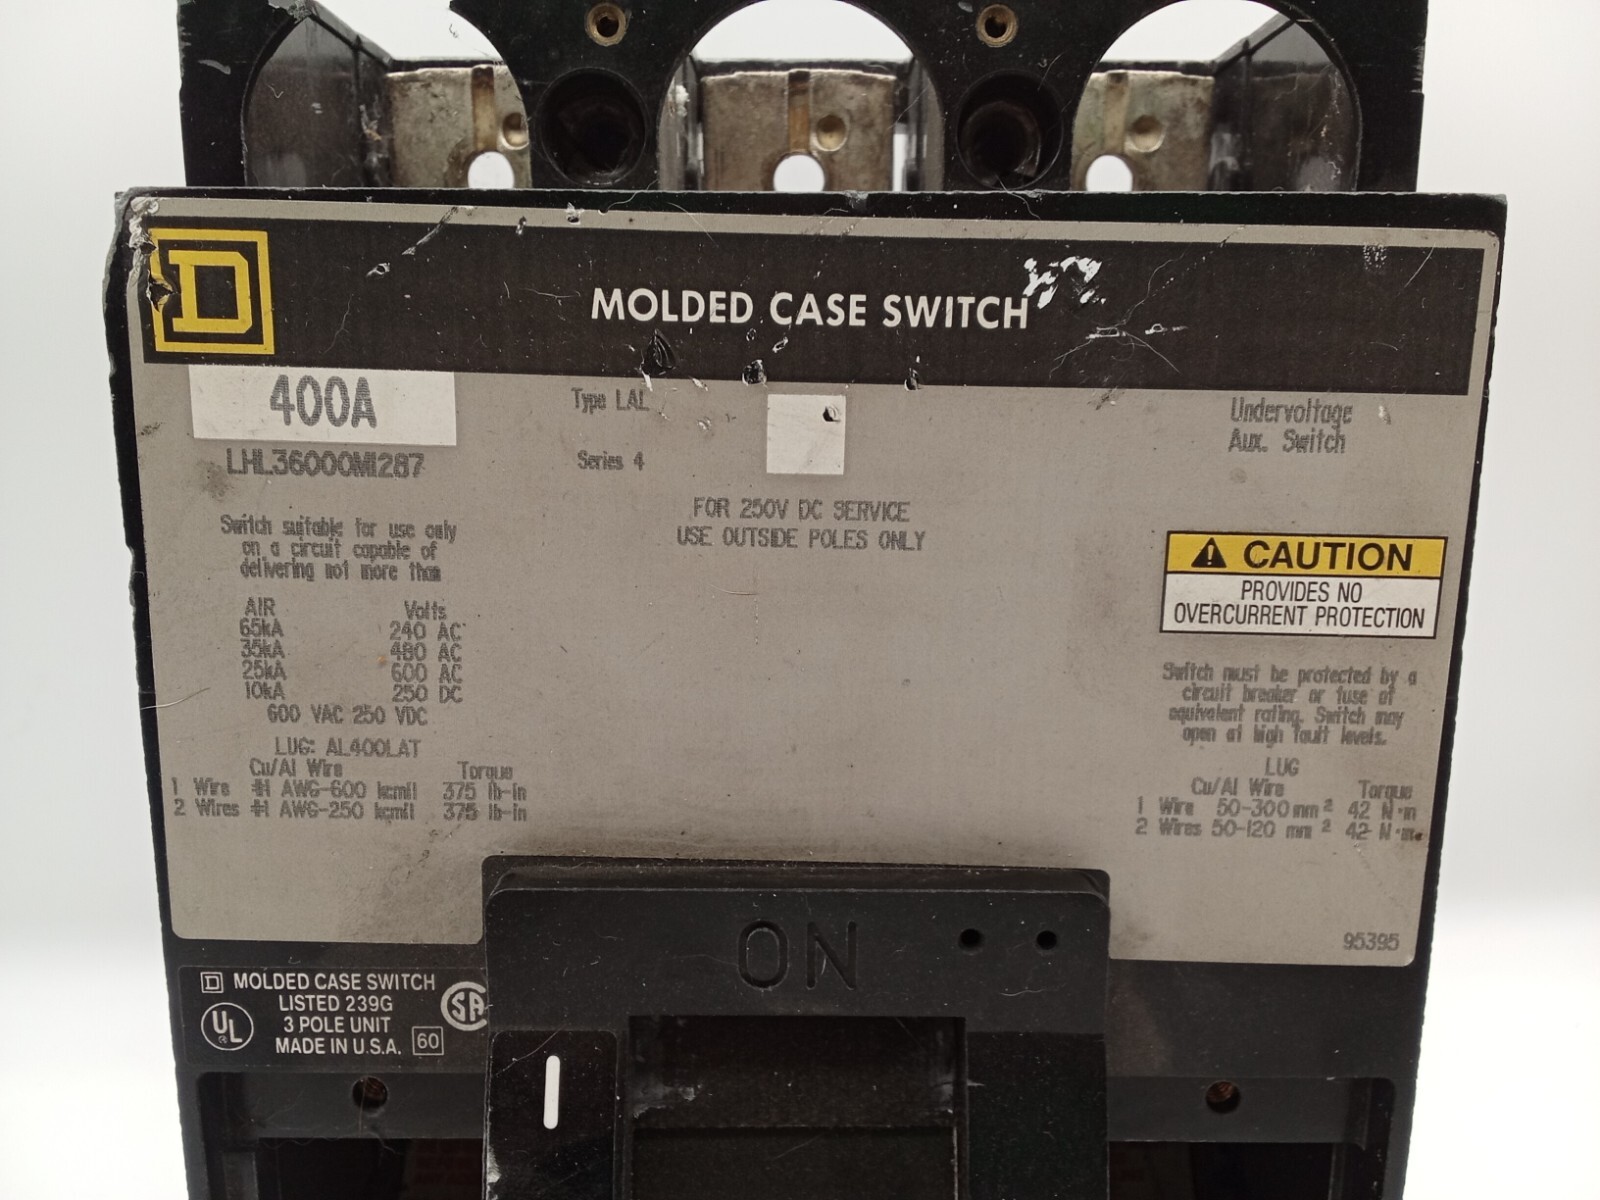 D
MOLDED CASE SWITCH
400A
LHL36000M1287
Type LAL
Series 4
Undervoltage
Aux. Switch
FOR 250V DC SERVICE
USE OUTSIDE POLES ONLY
Switch suitable for use only
on a circuit capable of
delivering not more than
AIR Volts
65kA 240 AC
35kA 480 AC
25kA 600 AC
10kA 250 DC
600 VAC 250 VDC
LUG: AL400LAT
Cu/Al Wire Torque
1 Wire #1 AWG-600 kcmil 375 lb-in
2 Wires #1 AWG-250 kcmil 375 lb-in
CAUTION
PROVIDES NO
OVERCURRENT PROTECTION
Switch must be protected by a
circuit breaker or fuse of
equivalent rating. Switch may
open at high fault levels.
LUG
Cu/Al Wire Torque
1 Wire 50-300 mm² 42 N·m
2 Wires 50-120 mm² 42 N·m
95395
ON
D MOLDED CASE SWITCH
LISTED 239G
3 POLE UNIT
MADE IN U.S.A. 60
UL
SA
I